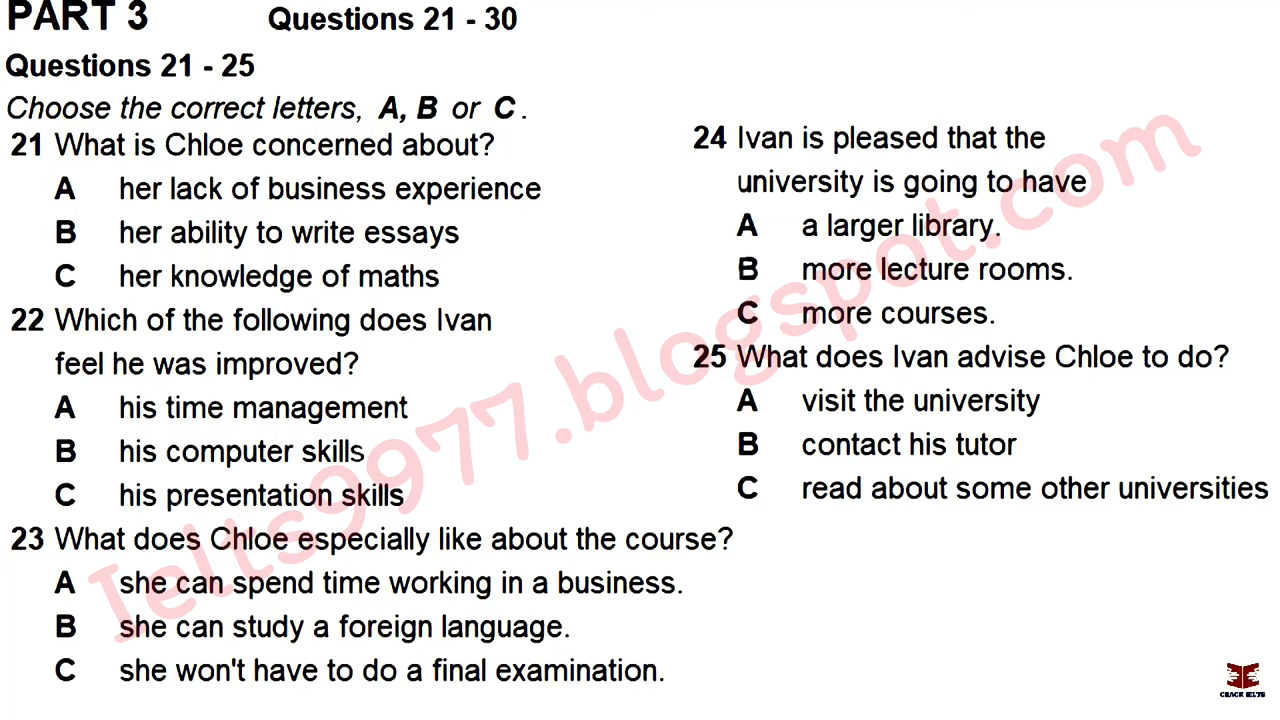 PART 3 Questions 21 - 30
Questions 21 - 25
Choose the correct letters, A, B or C.
21 What is Chloe concerned about?
A her lack of business experience
B her ability to write essays
C her knowledge of maths
22 Which of the following does Ivan
feel he was improved?
A his time management
B his computer skills
C his presentation skills
23 What does Chloe especially like about the course?
A she can spend time working in a business.
B she can study a foreign language.
C she won't have to do a final examination.
24 Ivan is pleased that the
university is going to have
A a larger library.
B more lecture rooms.
C more courses.
25 What does Ivan advise Chloe to do?
A visit the university
B contact his tutor
C read about some other universities
Ielts9977.blogspot.com
CRACK IELTS